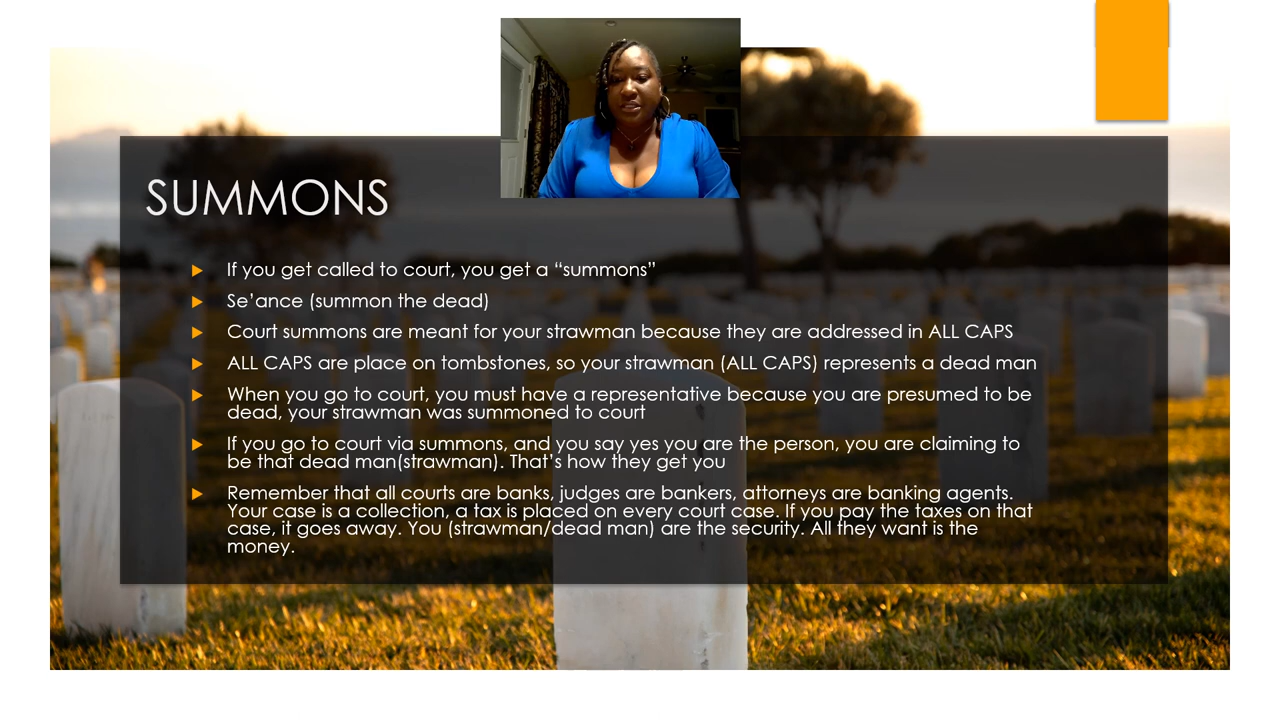 SUMMONS
If you get called to court, you get a “summons”
Se’ance (summon the dead)
Court summons are meant for your strawman because they are addressed in ALL CAPS
ALL CAPS are place on tombstones, so your strawman (ALL CAPS) represents a dead man
When you go to court, you must have a representative because you are presumed to be
dead, your strawman was summoned to court
If you go to court via summons, and you say yes you are the person, you are claiming to
be that dead man(strawman). That’s how they get you
Remember that all courts are banks, judges are bankers, attorneys are banking agents.
Your case is a collection, a tax is placed on every court case. If you pay the taxes on that
case, it goes away. You (strawman/dead man) are the security. All they want is the
money.